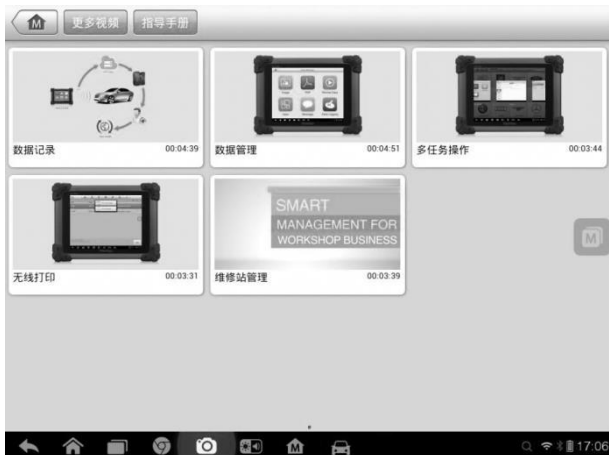 更多视频 指导手册
数据记录 00:04:39
数据管理 00:04:51
多任务操作 00:03:44
SMART
MANAGEMENT FOR
WORKSHOP BUSINESS
无线打印 00:03:31
维修站管理 00:03:39
M
17:06